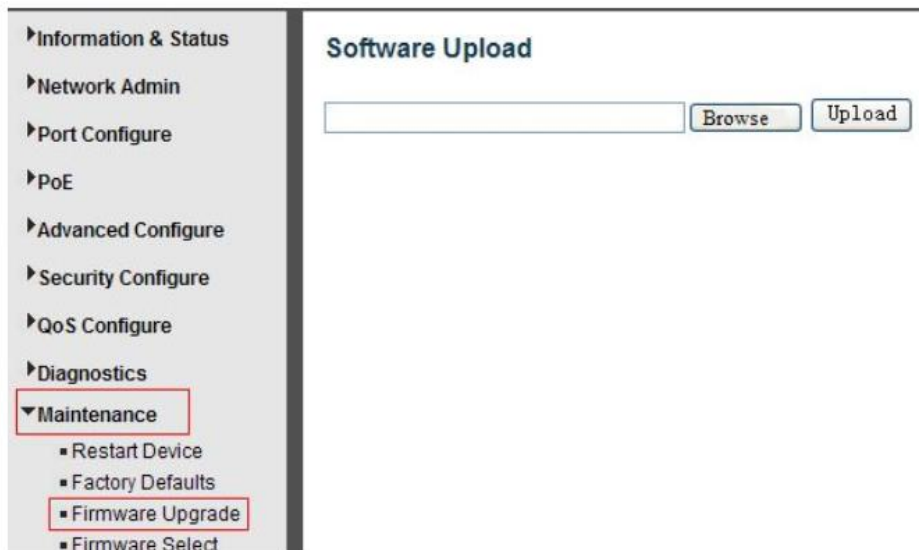 Information & Status
Network Admin
Port Configure
PoE
Advanced Configure
Security Configure
QoS Configure
Diagnostics
Maintenance
Restart Device
Factory Defaults
Firmware Upgrade
Firmware Select
Software Upload
Browse
Upload